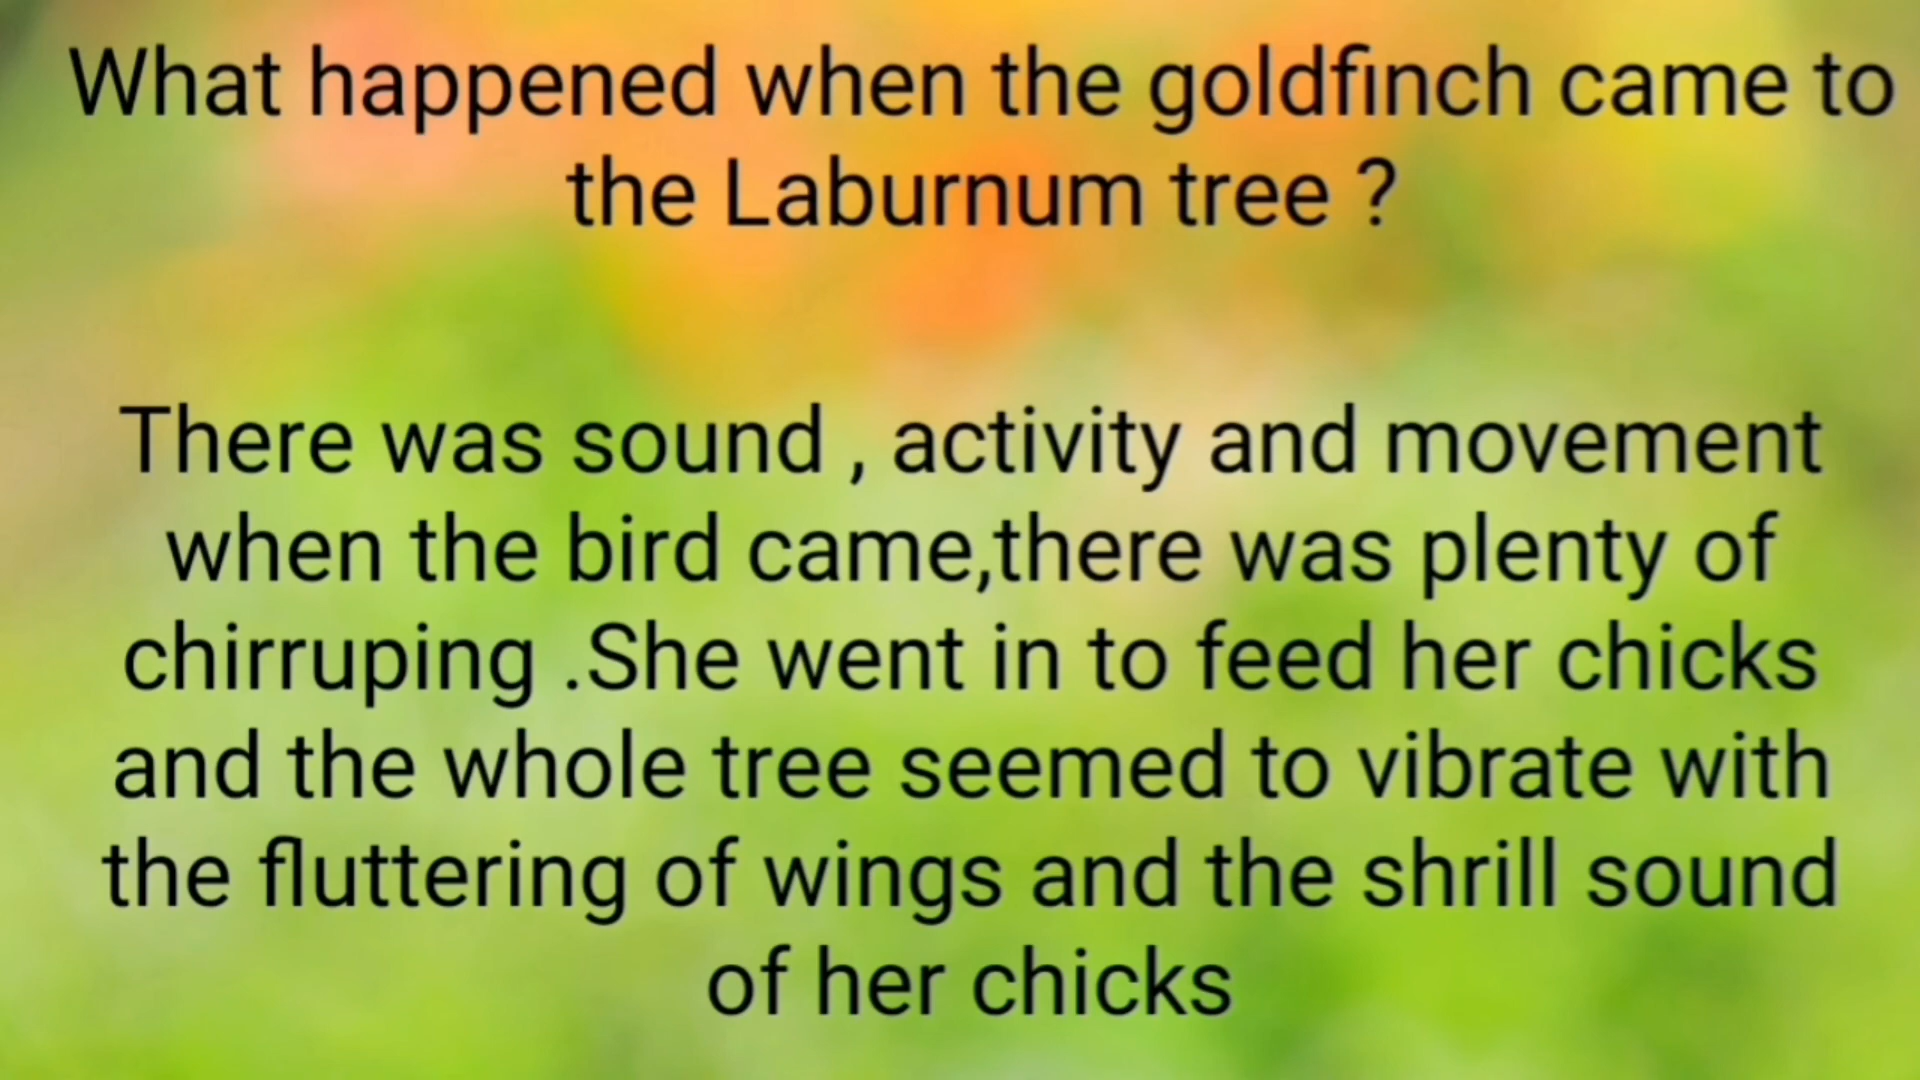 What happened when the goldfinch came to
the Laburnum tree ?
There was sound , activity and movement
when the bird came,there was plenty of
chirruping .She went in to feed her chicks
and the whole tree seemed to vibrate with
the fluttering of wings and the shrill sound
of her chicks